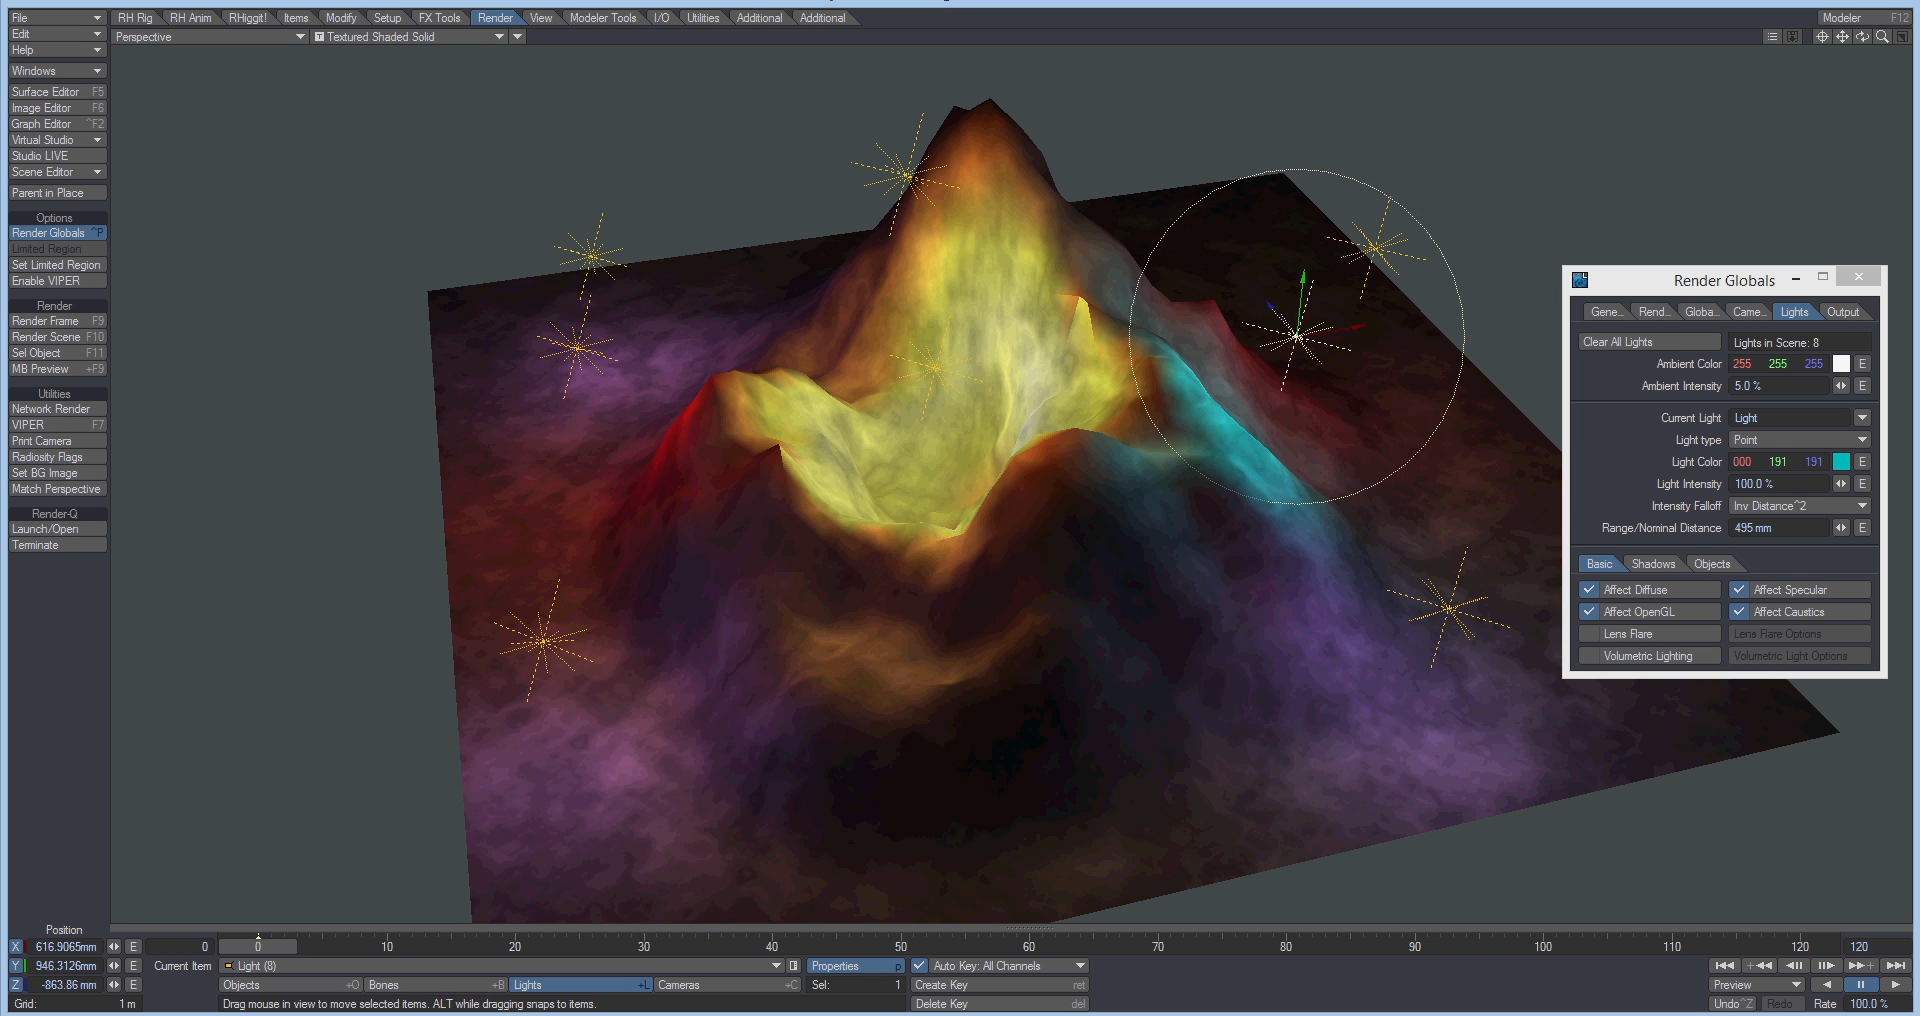 File
RH Rig RH Anim RHiggit! Items Modify Setup FX Tools Render View Modeler Tools I/O Utilities Additional Additional
Modeler F12
Edit
Perspective
T Textured Shaded Solid
Help
Windows
Surface Editor F5
Image Editor F6
Graph Editor ^F2
Virtual Studio
Studio LIVE
Scene Editor
Parent in Place
Options
Render Globals ^P
Limited Region
Set Limited Region
Enable VIPER
Render
Render Frame F9
Render Scene F10
Sel Object F11
MB Preview +F9
Utilities
Network Render
VIPER F7
Print Camera
Radiosity Flags
Set BG Image
Match Perspective
Render-Q
Launch/Open
Terminate
Render Globals
Gene... Rend... Globa... Came... Lights Output
Clear All Lights Lights in Scene: 8
Ambient Color 255 255 255 E
Ambient Intensity 5.0 % E
Current Light Light
Light type Point
Light Color 000 191 191 E
Light Intensity 100.0 % E
Intensity Falloff Inv Distance^2
Range/Nominal Distance 495 mm E
Basic Shadows Objects
Affect Diffuse Affect Specular
Affect OpenGL Affect Caustics
Lens Flare Lens Flare Options
Volumetric Lighting Volumetric Light Options
Position
X 616.9065mm E 0 0 10 20 30 40 50 60 70 80 90 100 110 120 120
Y 946.3126mm E Current Item Light (8) Properties p Auto Key: All Channels
Z -863.86 mm E Objects +O Bones +B Lights +L Cameras +C Sel: 1 Create Key ret Preview
Grid: 1 m Drag mouse in view to move selected items. ALT while dragging snaps to items. Delete Key del Undo ^Z Redo Rate 100.0 %